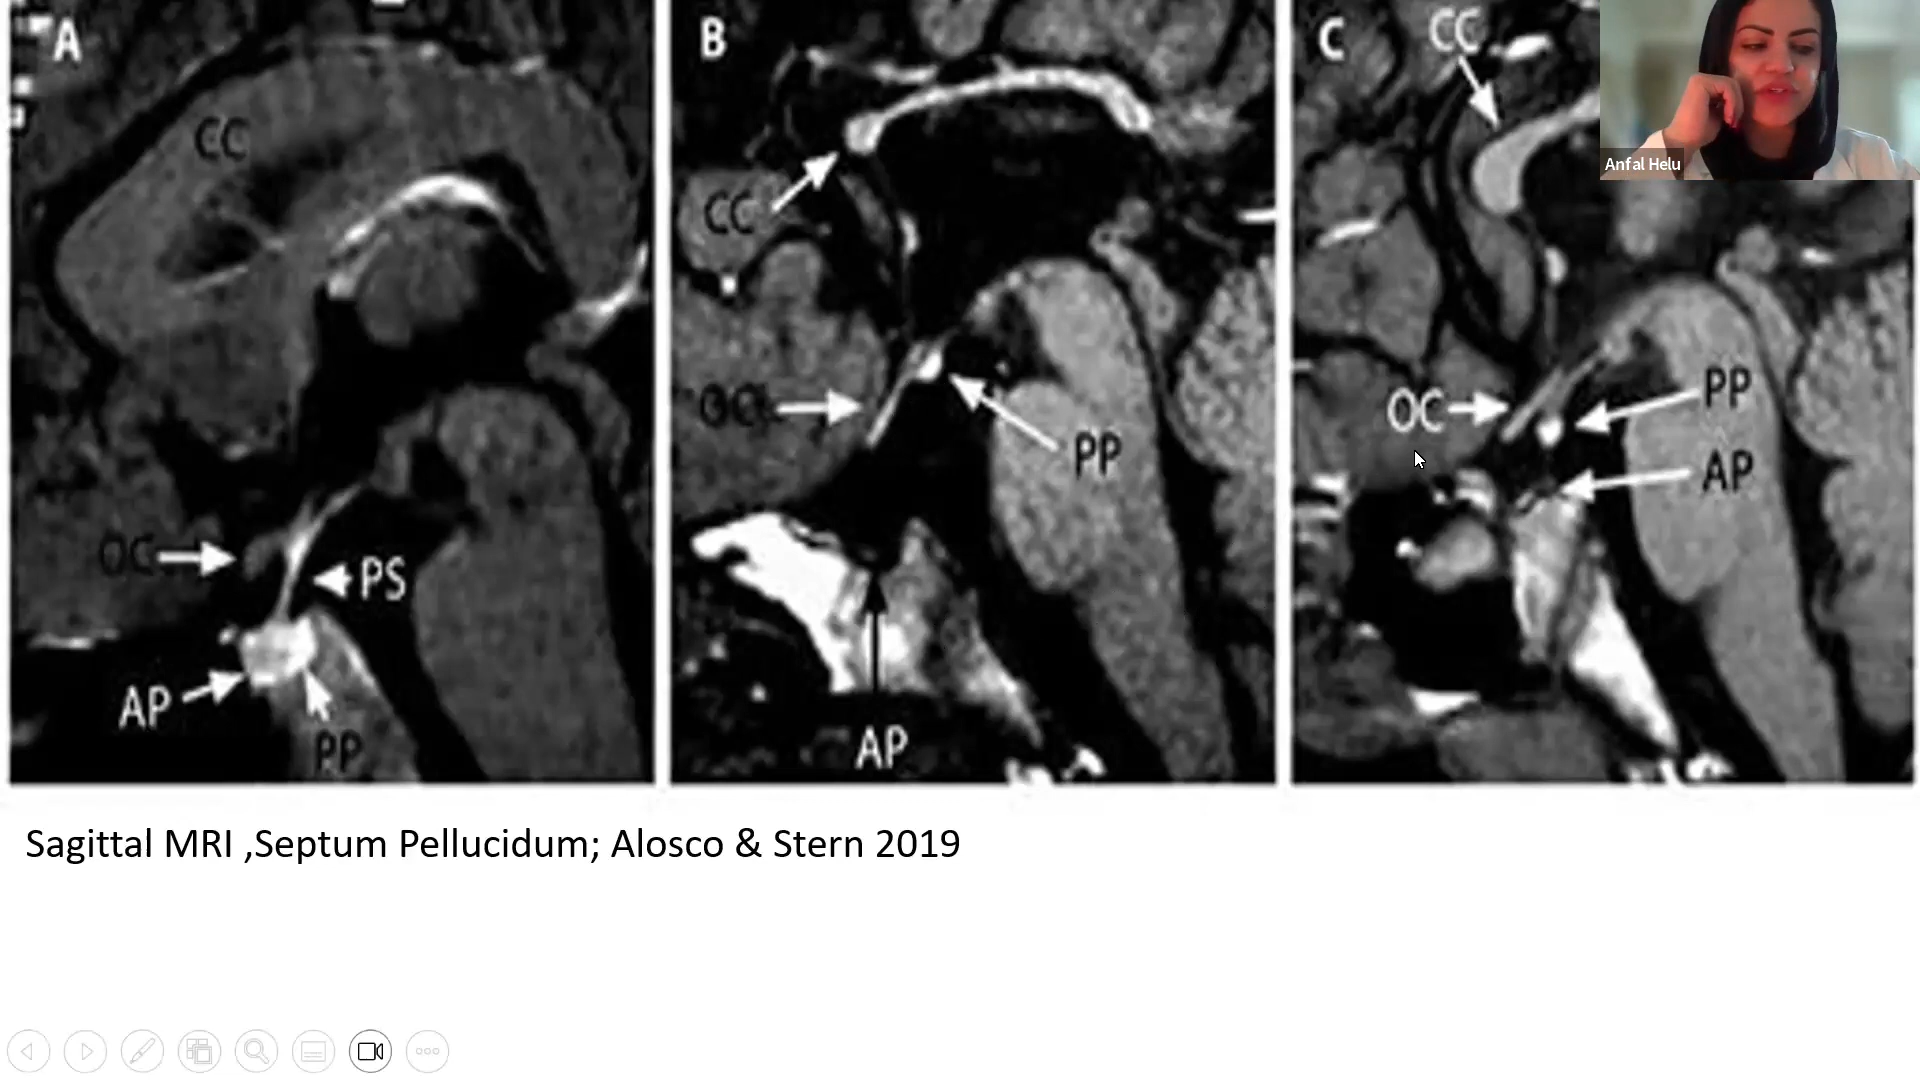 A
CC
OC
PS
AP
PP
B
CC
OC
PP
AP
C
CC
OC
PP
AP
Anfal Helu
Sagittal MRI ,Septum Pellucidum; Alosco & Stern 2019